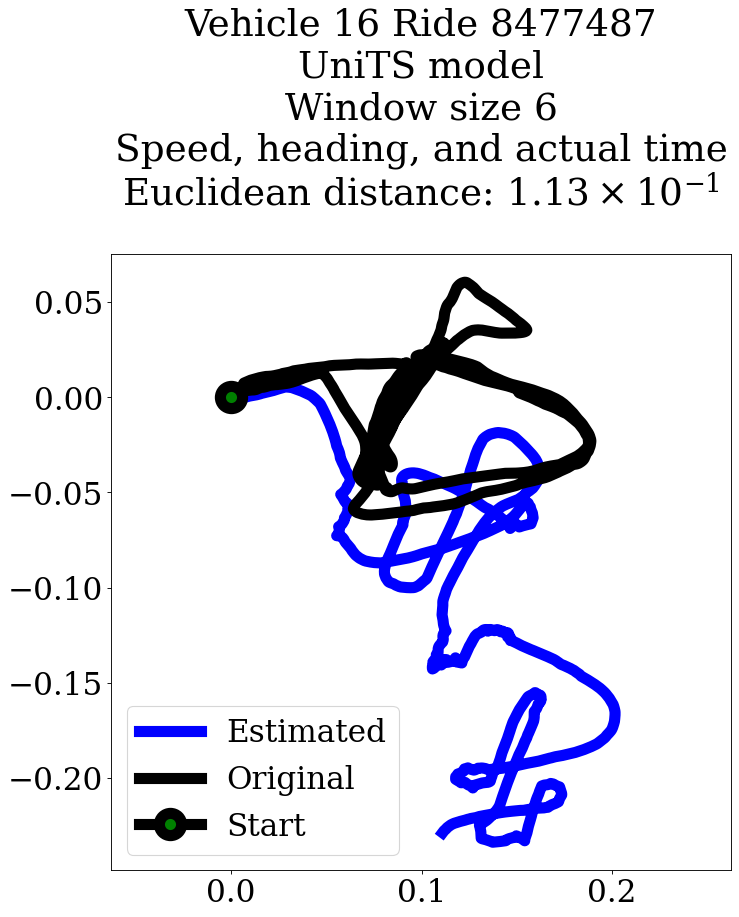 Vehicle 16 Ride 8477487
UniTS model
Window size 6
Speed, heading, and actual time
Euclidean distance: 1.13 × 10⁻¹
0.05
0.00
−0.05
−0.10
−0.15
−0.20
Estimated
Original
Start
0.0
0.1
0.2